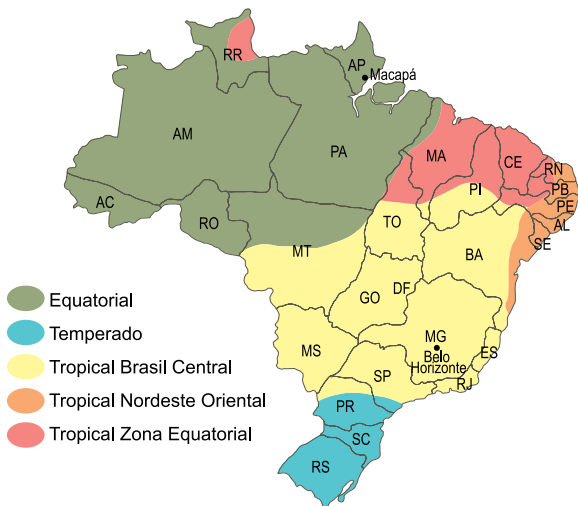 RR
AP
Macapá
AM
PA
MA
CE
RN
PB
PE
AL
SE
PI
AC
RO
TO
BA
MT
GO
DF
MG
Belo
Horizonte
ES
MS
SP
RJ
PR
SC
RS
Equatorial
Temperado
Tropical Brasil Central
Tropical Nordeste Oriental
Tropical Zona Equatorial